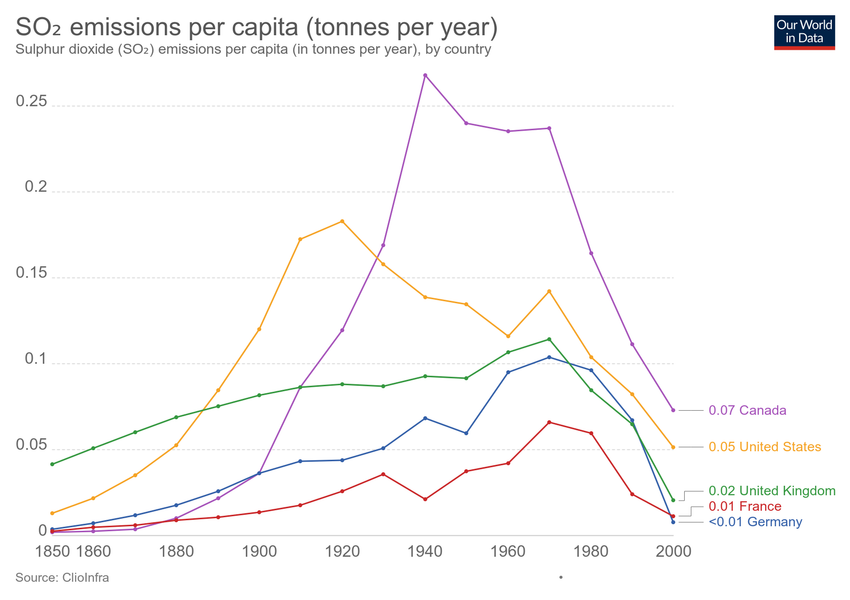 SO₂ emissions per capita (tonnes per year)
Sulphur dioxide (SO₂) emissions per capita (in tonnes per year), by country
Our World
in Data
0.25
0.2
0.15
0.1
0.05
0
1850 1860 1880 1900 1920 1940 1960 1980 2000
0.07 Canada
0.05 United States
0.02 United Kingdom
0.01 France
<0.01 Germany
Source: ClioInfra